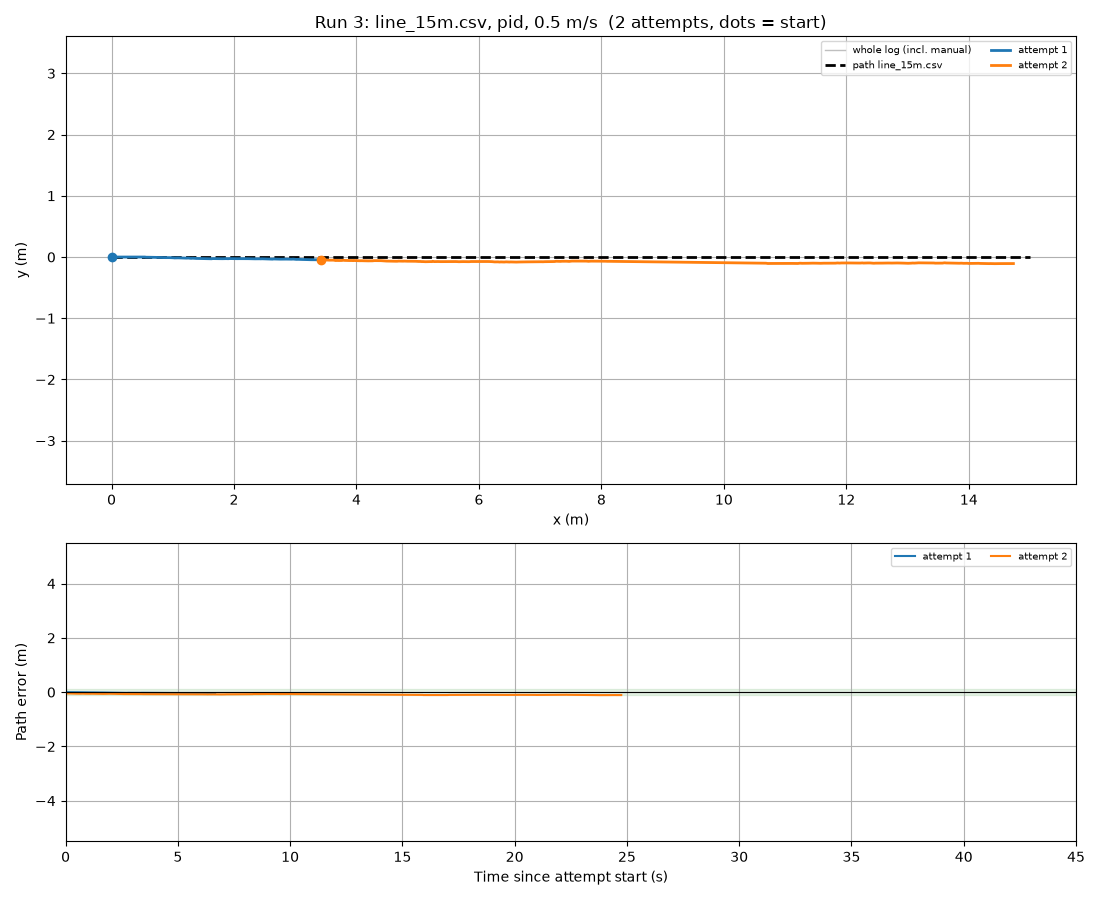 Run 3: line_15m.csv, pid, 0.5 m/s  (2 attempts, dots = start)
whole log (incl. manual)
path line_15m.csv
attempt 1
attempt 2
3
2
1
0
−1
−2
−3
y (m)
0 2 4 6 8 10 12 14
x (m)
attempt 1 attempt 2
4
2
0
−2
−4
Path error (m)
0 5 10 15 20 25 30 35 40 45
Time since attempt start (s)